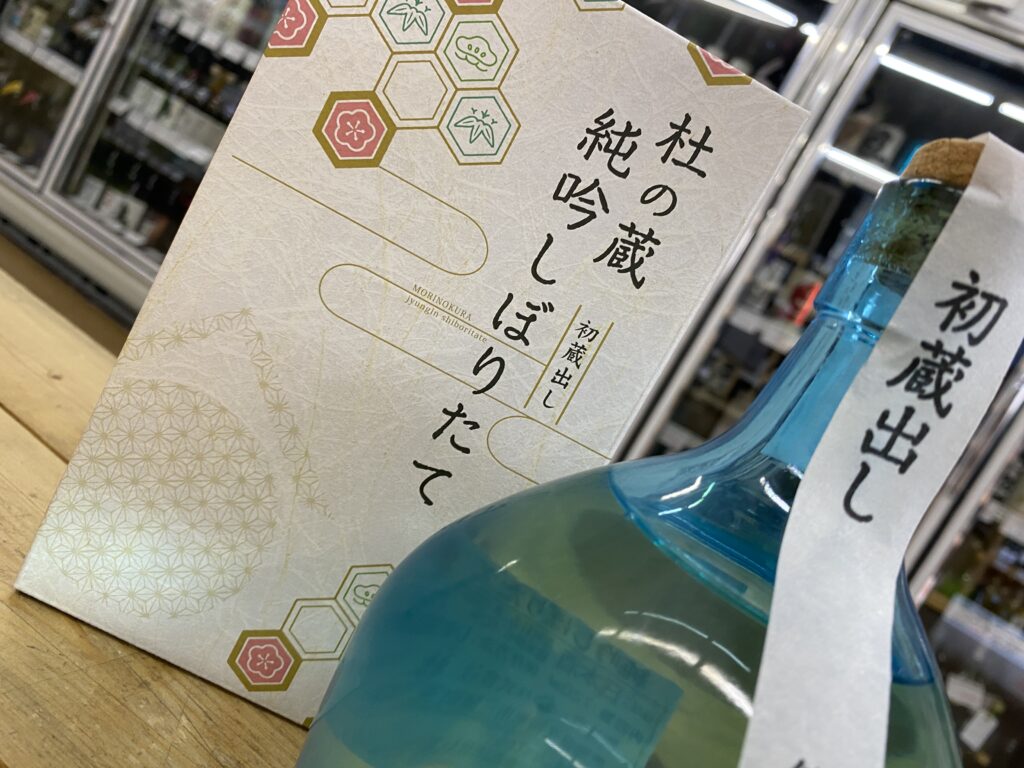 杜の蔵
純吟しぼりたて
初蔵出し
MORINOKURA
jyungin shiboritate
初蔵出し